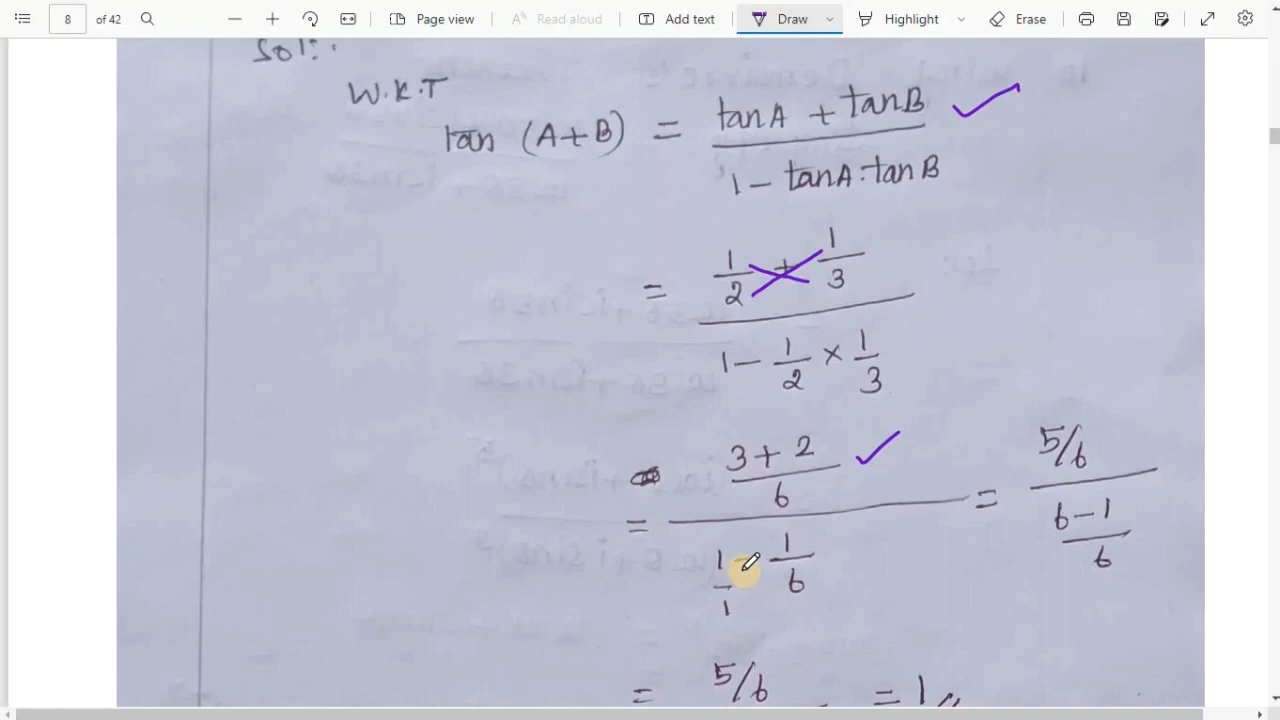 8 of 42 Page view Read aloud Add text Draw Highlight Erase
Sol:
W.K.T
tan (A+B) = tanA + tanB / 1 - tanA.tanB
= 1/2 + 1/3 / 1 - 1/2 × 1/3
= 3+2/6 / 1/1 - 1/6 = 5/6 / 6-1/6
= 5/6 = 1